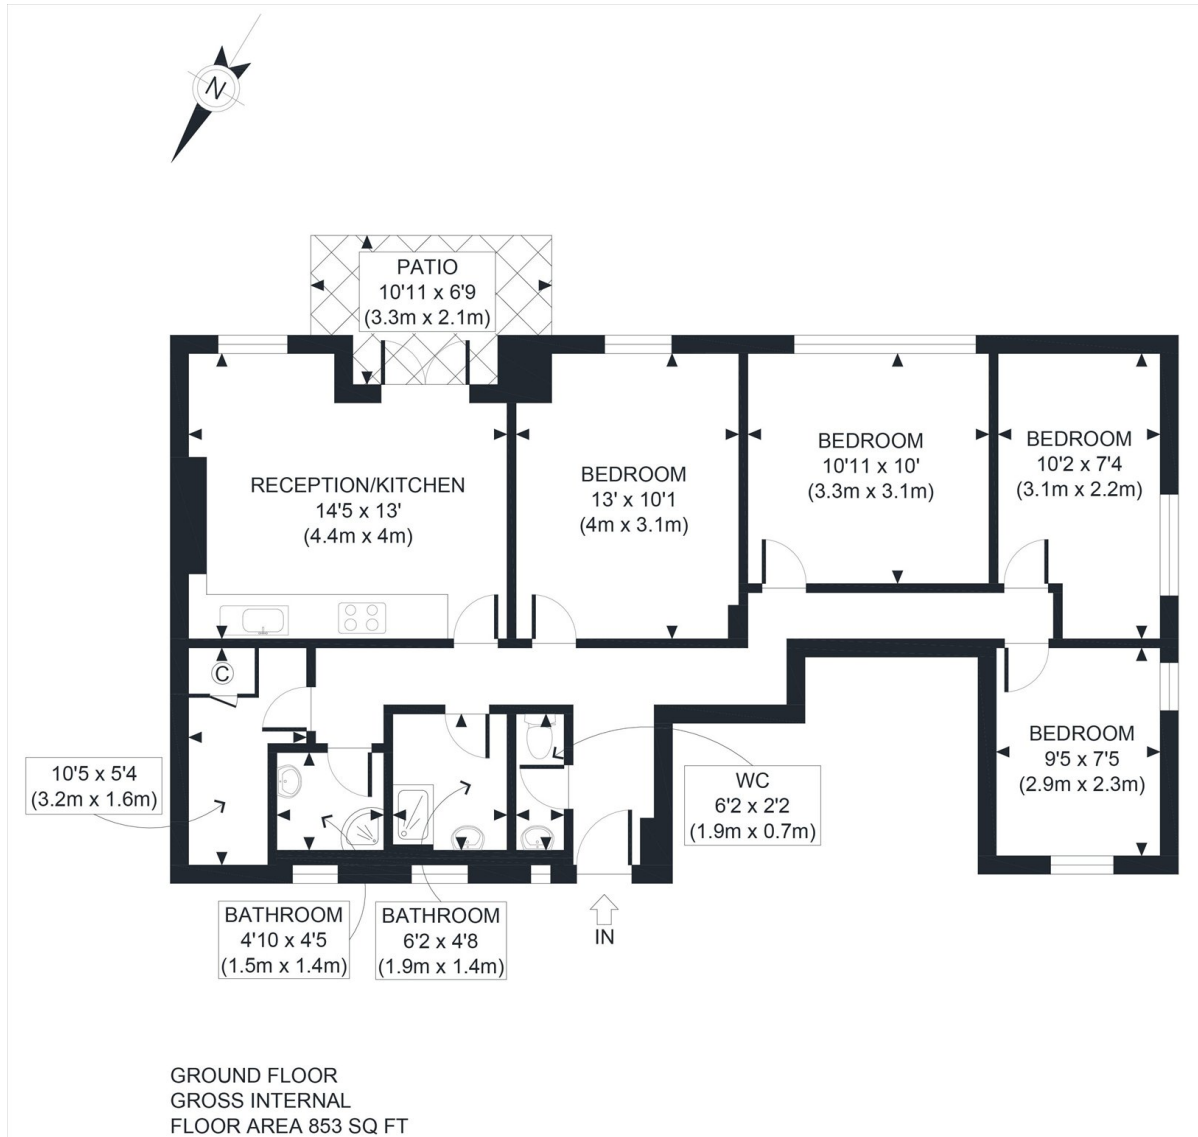 N
PATIO
10'11 x 6'9
(3.3m x 2.1m)
RECEPTION/KITCHEN
14'5 x 13'
(4.4m x 4m)
BEDROOM
13' x 10'1
(4m x 3.1m)
BEDROOM
10'11 x 10'
(3.3m x 3.1m)
BEDROOM
10'2 x 7'4
(3.1m x 2.2m)
C
10'5 x 5'4
(3.2m x 1.6m)
WC
6'2 x 2'2
(1.9m x 0.7m)
BEDROOM
9'5 x 7'5
(2.9m x 2.3m)
BATHROOM
4'10 x 4'5
(1.5m x 1.4m)
BATHROOM
6'2 x 4'8
(1.9m x 1.4m)
IN
GROUND FLOOR
GROSS INTERNAL
FLOOR AREA 853 SQ FT